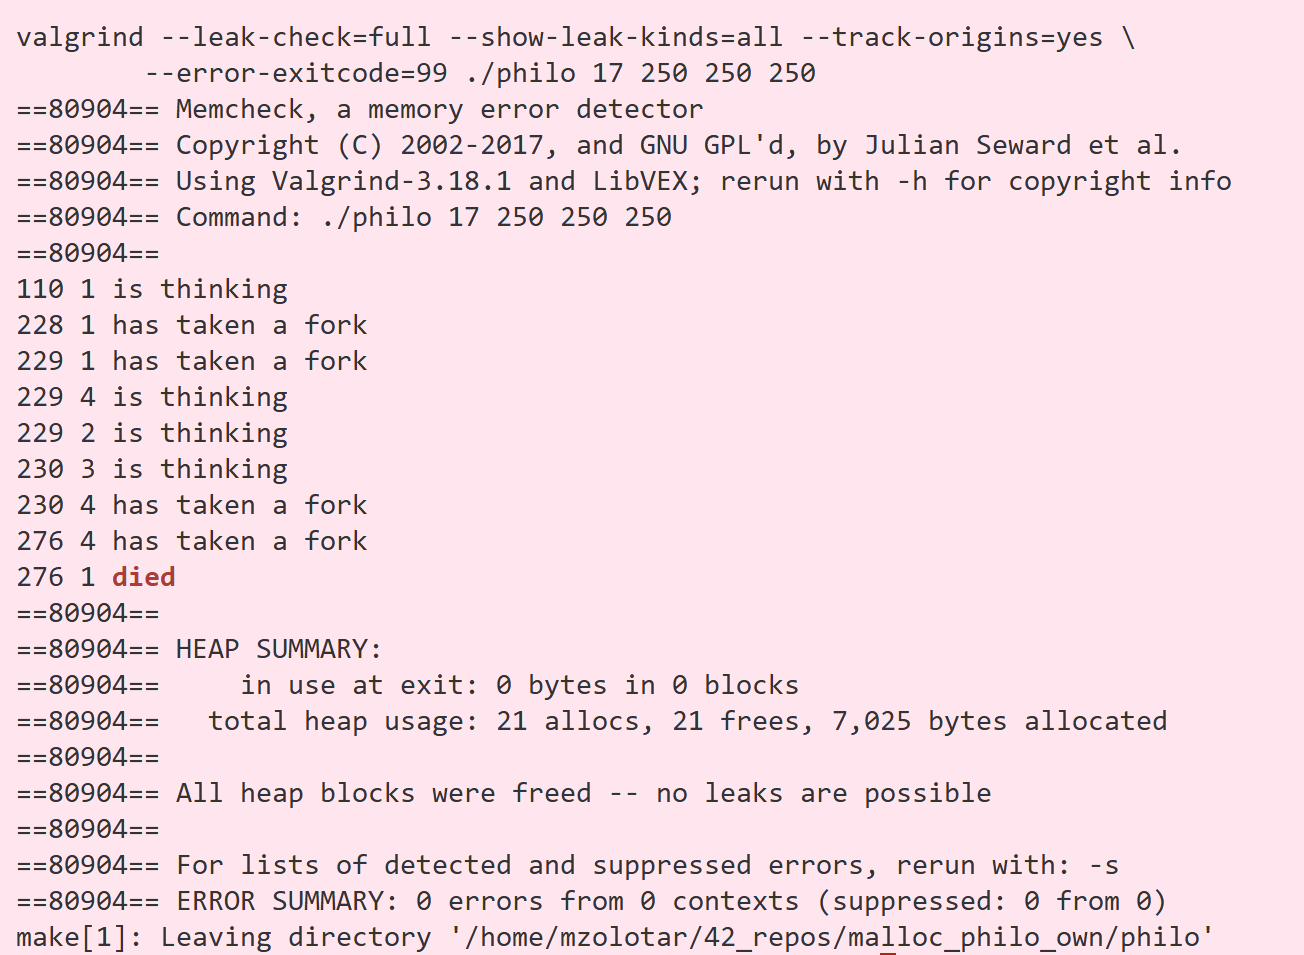 valgrind --leak-check=full --show-leak-kinds=all --track-origins=yes \
        --error-exitcode=99 ./philo 17 250 250 250
==80904== Memcheck, a memory error detector
==80904== Copyright (C) 2002-2017, and GNU GPL'd, by Julian Seward et al.
==80904== Using Valgrind-3.18.1 and LibVEX; rerun with -h for copyright info
==80904== Command: ./philo 17 250 250 250
==80904==
110 1 is thinking
228 1 has taken a fork
229 1 has taken a fork
229 4 is thinking
229 2 is thinking
230 3 is thinking
230 4 has taken a fork
276 4 has taken a fork
276 1 died
==80904==
==80904== HEAP SUMMARY:
==80904==     in use at exit: 0 bytes in 0 blocks
==80904==   total heap usage: 21 allocs, 21 frees, 7,025 bytes allocated
==80904==
==80904== All heap blocks were freed -- no leaks are possible
==80904==
==80904== For lists of detected and suppressed errors, rerun with: -s
==80904== ERROR SUMMARY: 0 errors from 0 contexts (suppressed: 0 from 0)
make[1]: Leaving directory '/home/mzolotar/42_repos/malloc_philo_own/philo'